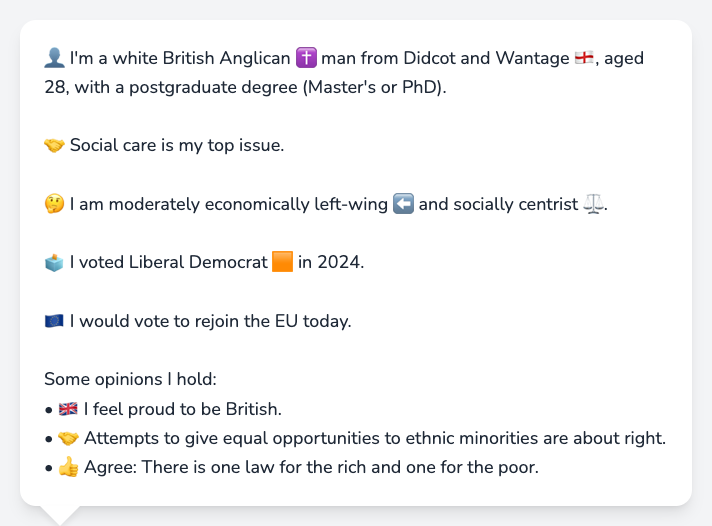 👤 I'm a white British Anglican ✝️ man from Didcot and Wantage 🏴󠁧󠁢󠁥󠁮󠁧󠁿, aged
28, with a postgraduate degree (Master's or PhD).
🤝 Social care is my top issue.
🤔 I am moderately economically left-wing ⬅️ and socially centrist ⚖️.
🗳️ I voted Liberal Democrat 🟧 in 2024.
🇪🇺 I would vote to rejoin the EU today.
Some opinions I hold:
• 🇬🇧 I feel proud to be British.
• 🤝 Attempts to give equal opportunities to ethnic minorities are about right.
• 👍 Agree: There is one law for the rich and one for the poor.